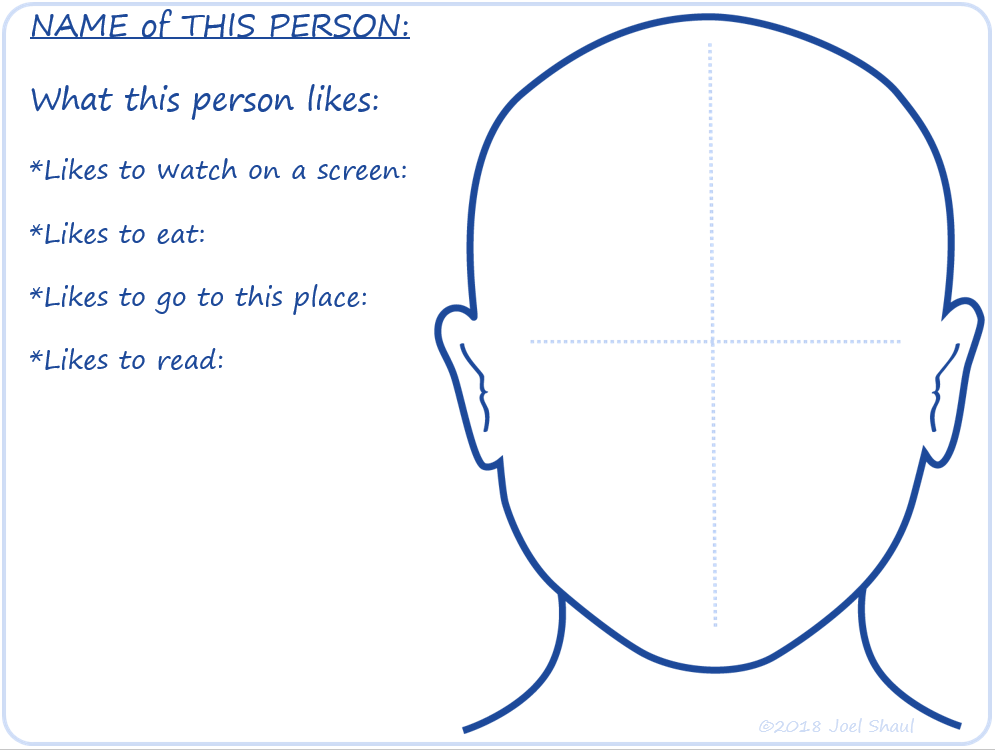 NAME of THIS PERSON:
What this person likes:
*Likes to watch on a screen:
*Likes to eat:
*Likes to go to this place:
*Likes to read:
©2018 Joel Shaul